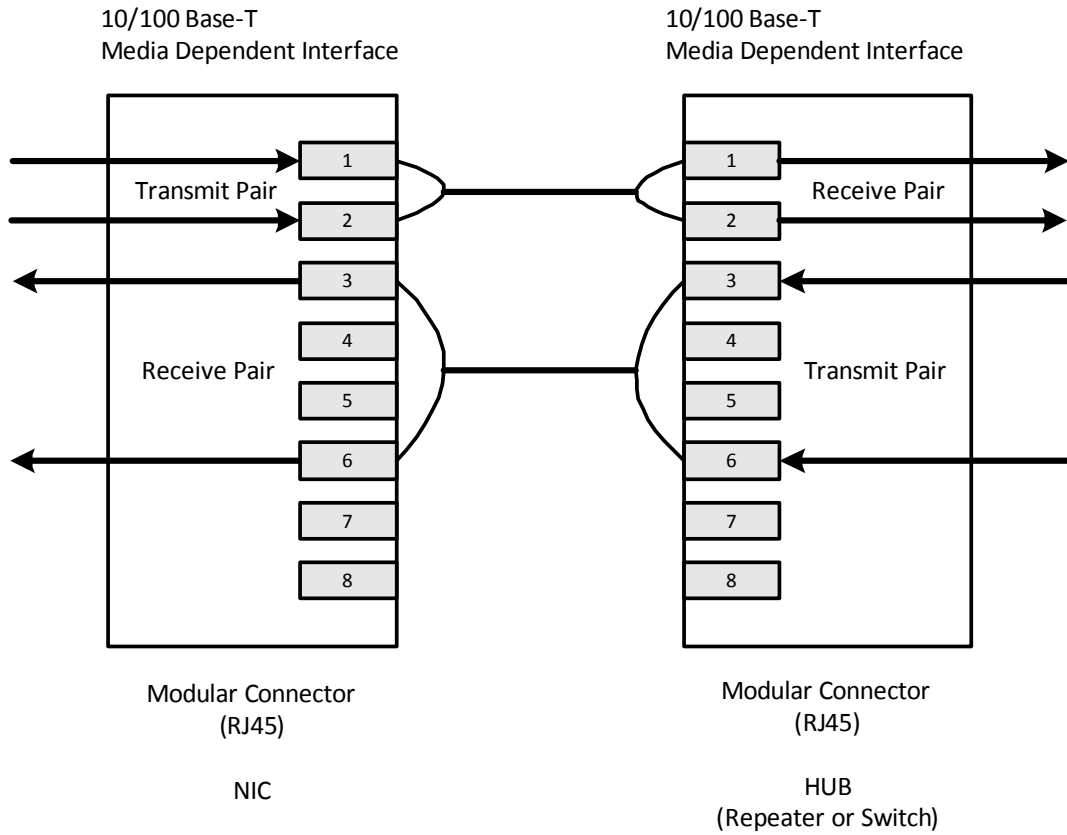 10/100 Base-T
Media Dependent Interface
10/100 Base-T
Media Dependent Interface
1
Transmit Pair
2
3
4
Receive Pair
5
6
7
8
1
Receive Pair
2
3
4
Transmit Pair
5
6
7
8
Modular Connector
(RJ45)
NIC
Modular Connector
(RJ45)
HUB
(Repeater or Switch)